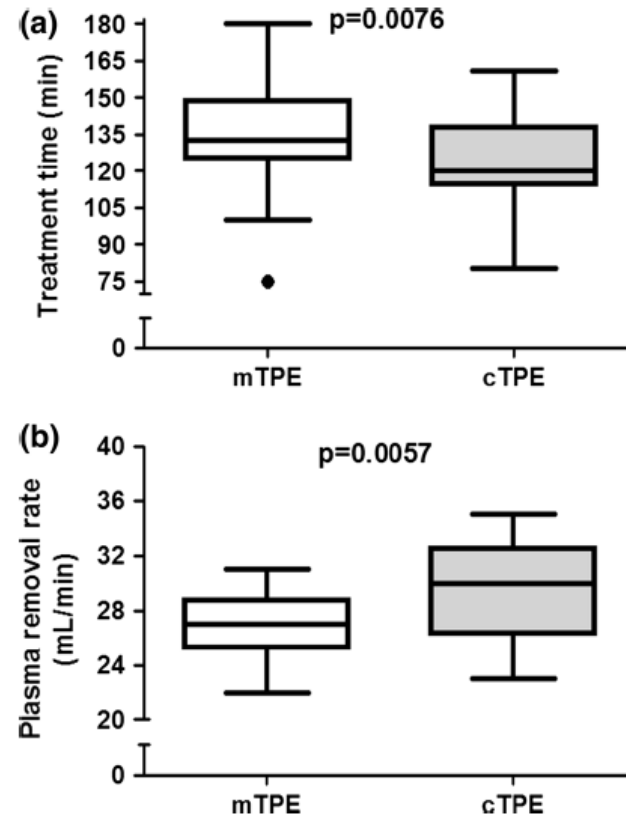 (a)
p=0.0076
Treatment time (min)
180
165
150
135
120
105
90
75
0
mTPE
cTPE
(b)
p=0.0057
Plasma removal rate
(mL/min)
40
36
32
28
24
20
0
mTPE
cTPE